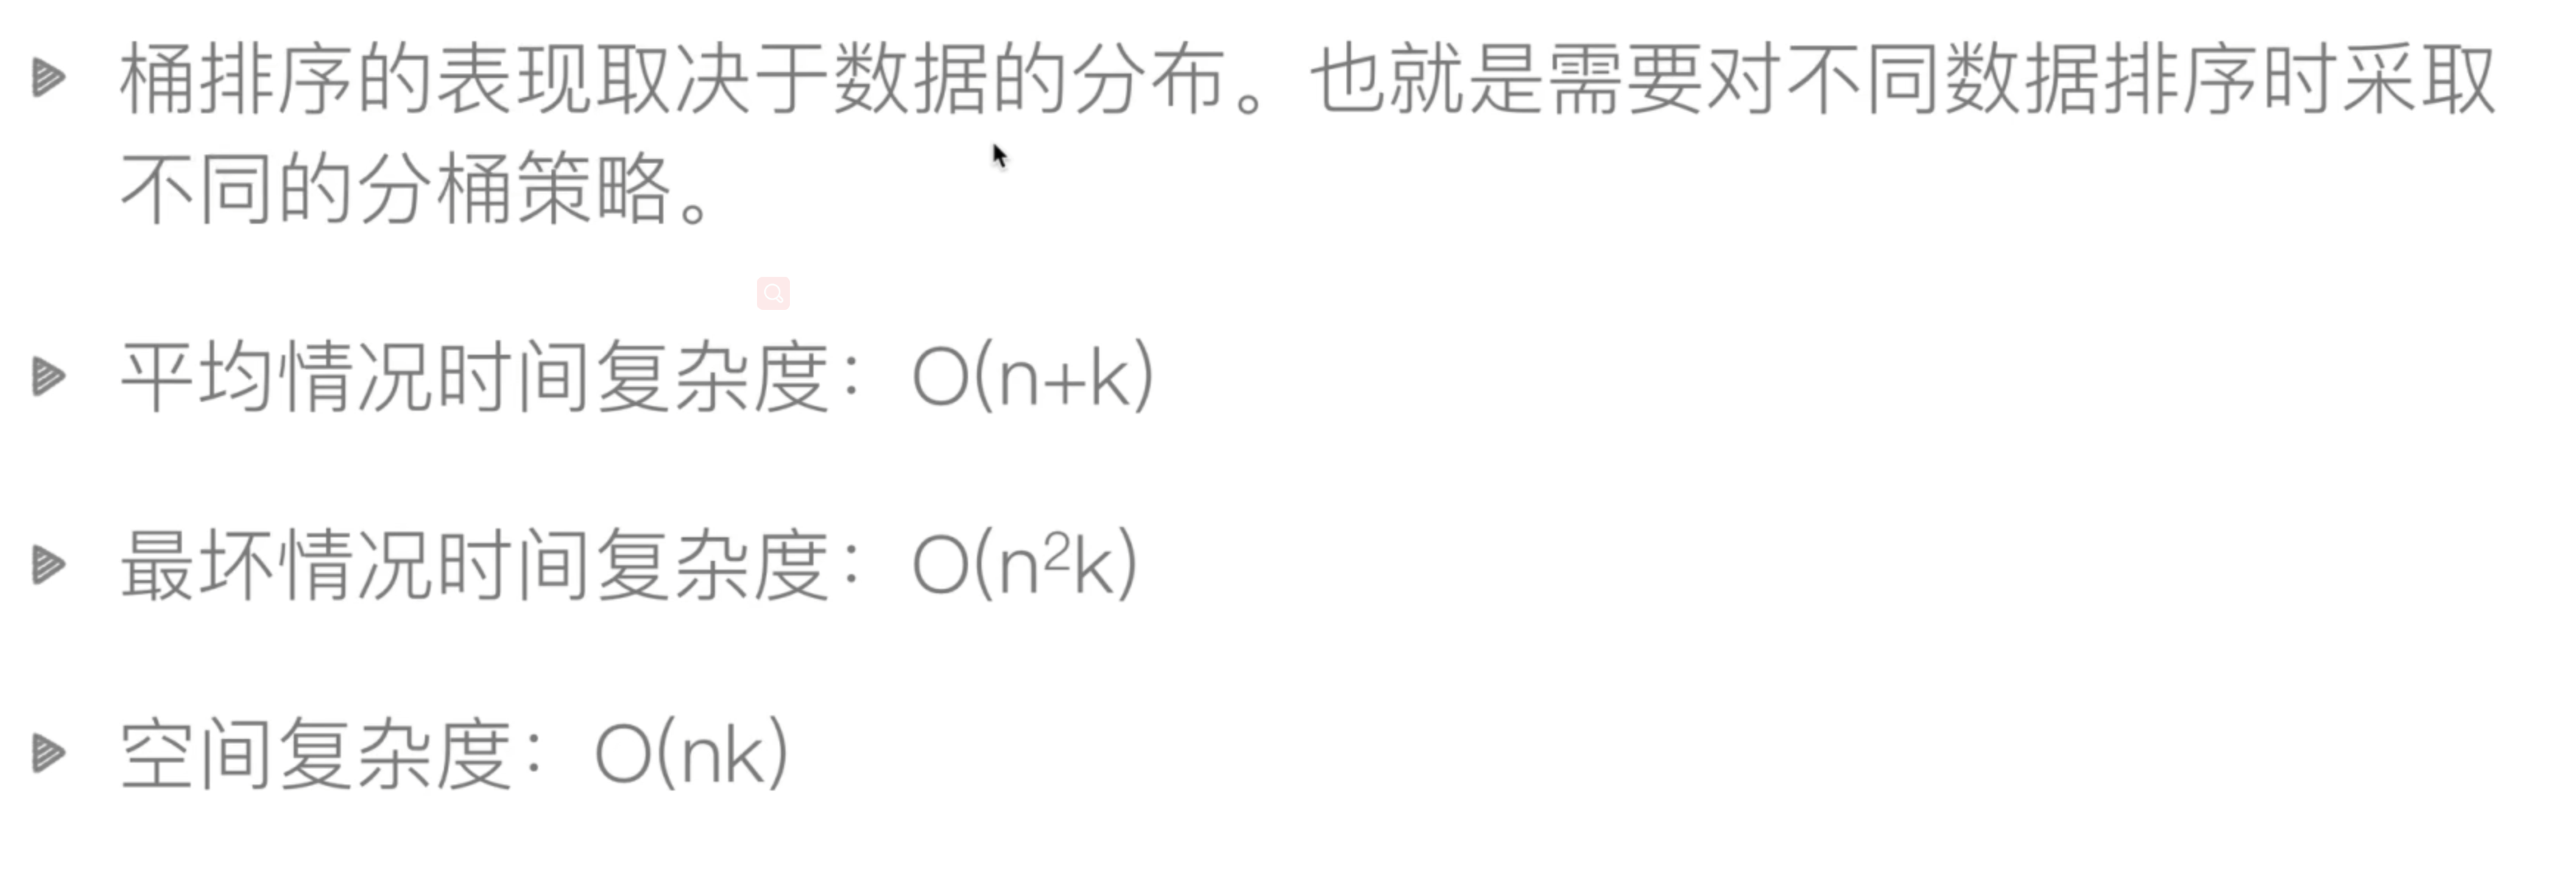 桶排序的表现取决于数据的分布。也就是需要对不同数据排序时采取
不同的分桶策略。
平均情况时间复杂度：O(n+k)
最坏情况时间复杂度：O(n²k)
空间复杂度：O(nk)